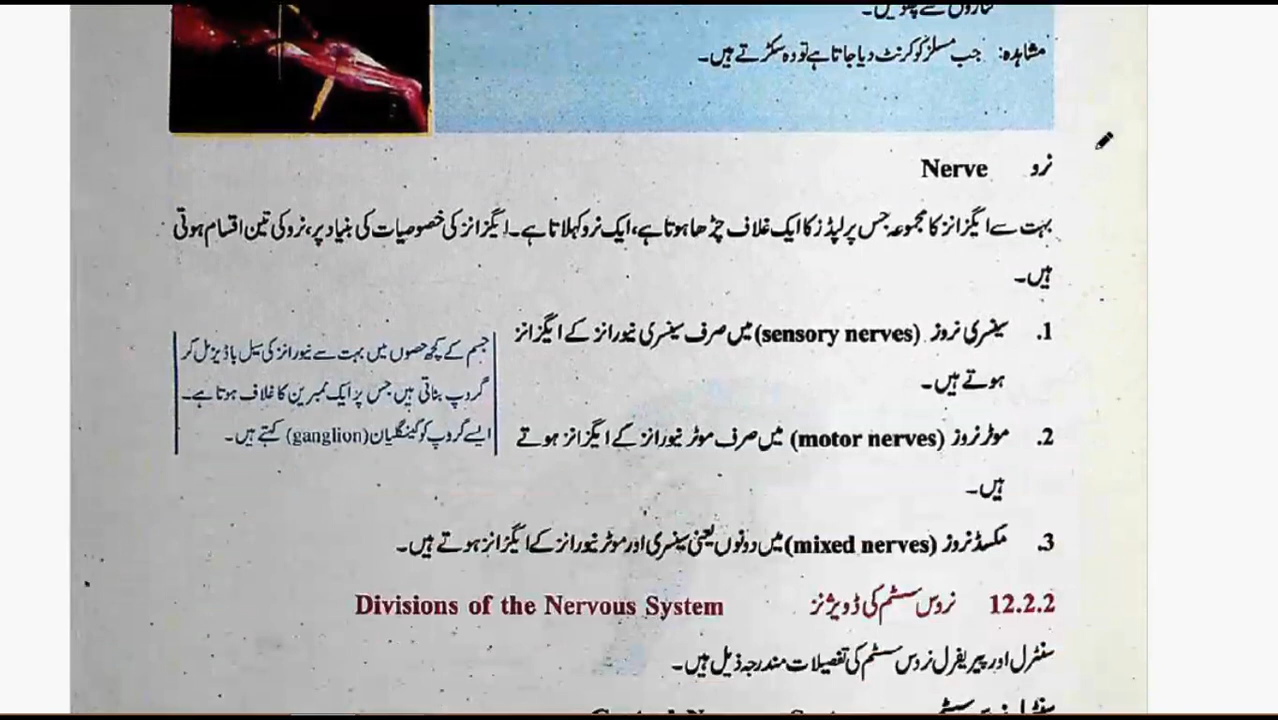 تاروں سے چھوئیں۔
مشاہدہ: جب مسلز کو کرنٹ دیا جاتا ہے تو وہ سکڑتے ہیں۔
نرو Nerve
بہت سے ایگزانز کا مجموعہ جس پر لپڈز کا ایک غلاف چڑھا ہوتا ہے، ایک نرو کہلاتا ہے۔ ایگزانز کی خصوصیات کی بنیاد پر، نرو کی تین اقسام ہوتی
ہیں۔
1. سینسری نروز (sensory nerves) میں صرف سینسری نیورانز کے ایگزانز
ہوتے ہیں۔
2. موٹر نروز (motor nerves) میں صرف موٹر نیورانز کے ایگزانز ہوتے
ہیں۔
جسم کے کچھ حصوں میں بہت سے نیورانز کی سیل باڈیز مل کر
گروپ بناتی ہیں جس پر ایک ممبرین کا غلاف ہوتا ہے۔
ایسے گروپ کو گینگلیان (ganglion) کہتے ہیں۔
3. مکسڈ نروز (mixed nerves) میں دونوں یعنی سینسری اور موٹر نیورانز کے ایگزانز ہوتے ہیں۔
12.2.2 نروس سسٹم کی ڈویژنز Divisions of the Nervous System
سنٹرل اور پیریفرل نروس سسٹم کی تفصیلات مندرجہ ذیل ہیں۔